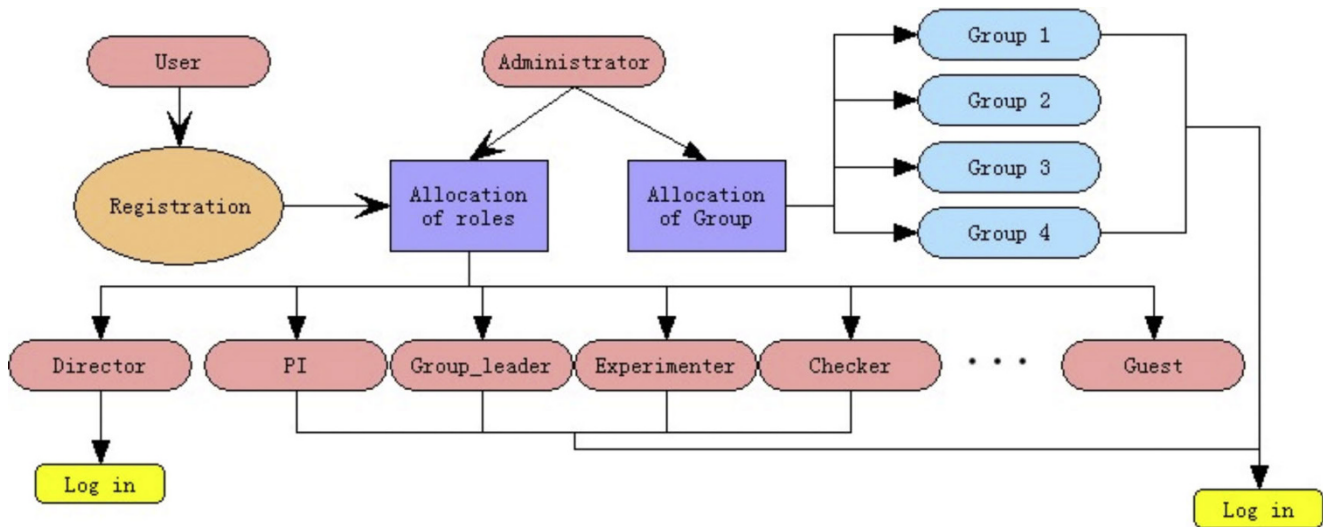 User
Administrator
Group 1
Group 2
Group 3
Group 4
Registration
Allocation
of roles
Allocation
of Group
Director
PI
Group_leader
Experimenter
Checker
...
Guest
Log in
Log in